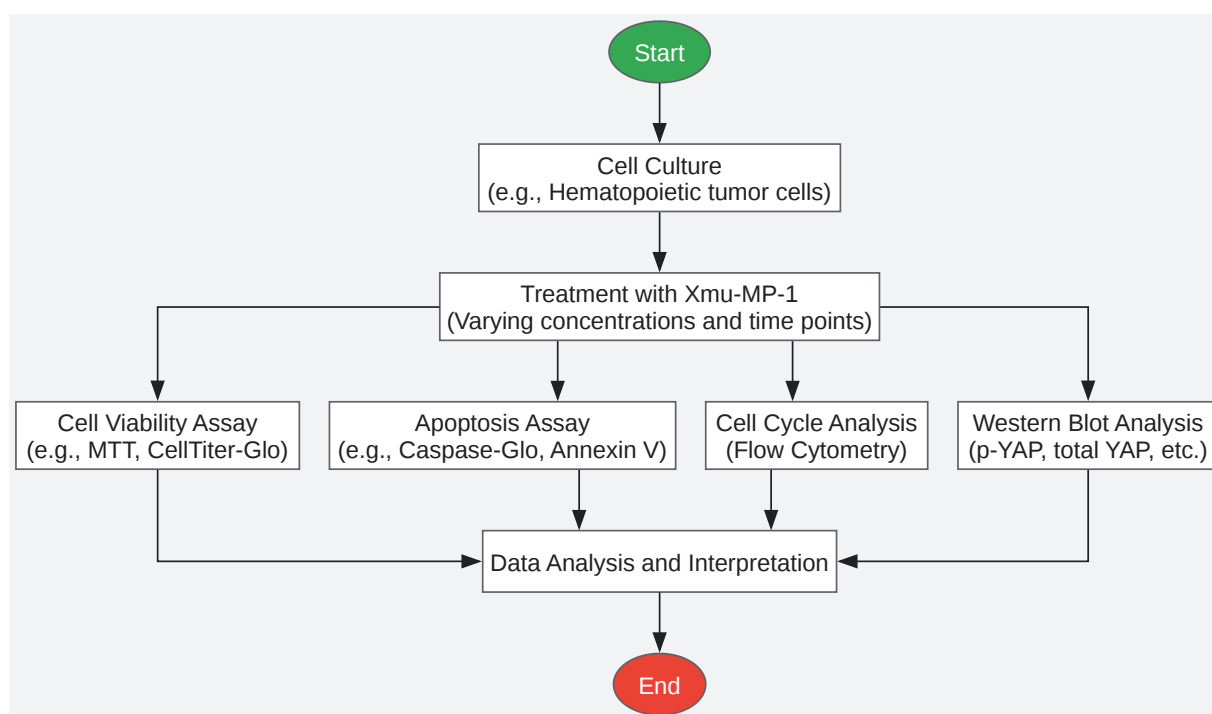 Start
Cell Culture
(e.g., Hematopoietic tumor cells)
Treatment with Xmu-MP-1
(Varying concentrations and time points)
Cell Viability Assay
(e.g., MTT, CellTiter-Glo)
Apoptosis Assay
(e.g., Caspase-Glo, Annexin V)
Cell Cycle Analysis
(Flow Cytometry)
Western Blot Analysis
(p-YAP, total YAP, etc.)
Data Analysis and Interpretation
End